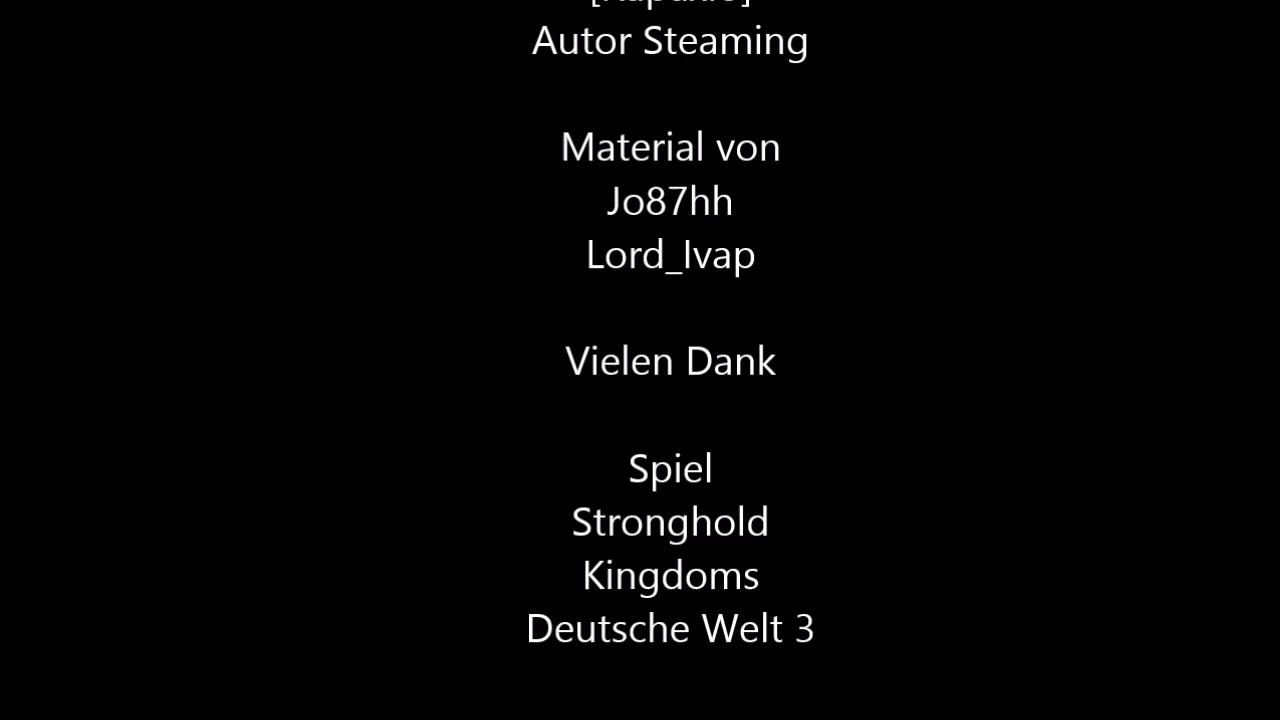 Autor Steaming
Material von
Jo87hh
Lord_Ivap
Vielen Dank
Spiel
Stronghold
Kingdoms
Deutsche Welt 3